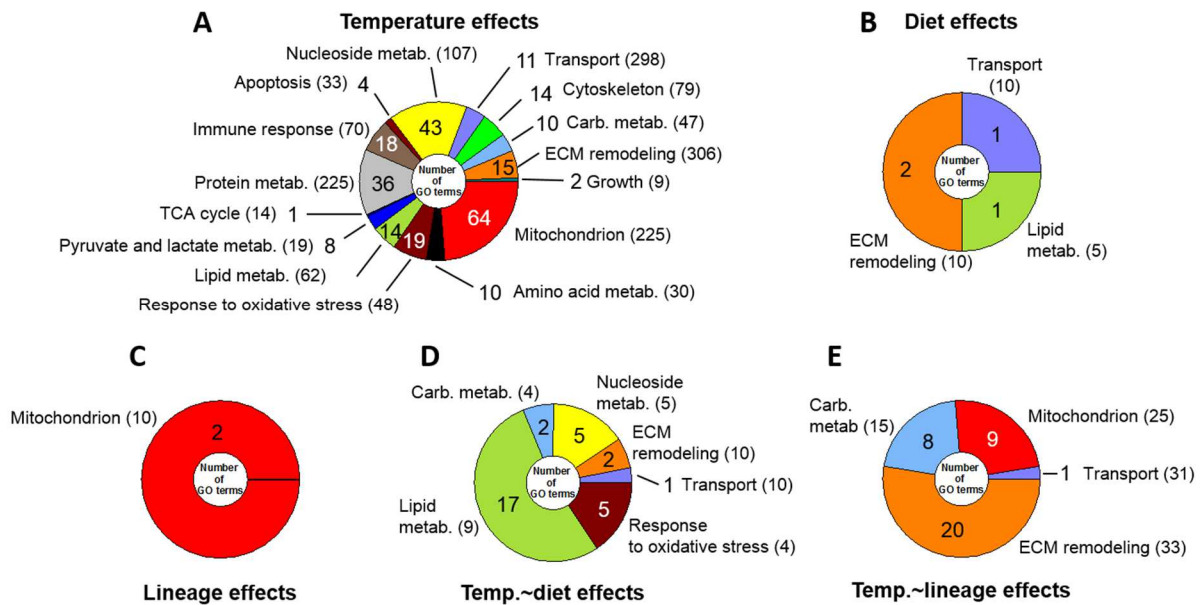 A
Temperature effects
Nucleoside metab. (107)
43
11 Transport (298)
14 Cytoskeleton (79)
10 Carb. metab. (47)
15
ECM remodeling (306)
2 Growth (9)
64
Mitochondrion (225)
10 Amino acid metab. (30)
19
Response to oxidative stress (48)
14
Lipid metab. (62)
Pyruvate and lactate metab. (19) 8
TCA cycle (14) 1
Protein metab. (225)
36
Immune response (70)
18
Apoptosis (33) 4
Number
of
GO terms
B
Diet effects
Transport
(10)
1
1
Lipid
metab. (5)
2
ECM
remodeling (10)
Number
of
GO terms
C
Mitochondrion (10)
2
Number
of
GO terms
Lineage effects
D
Carb. metab. (4)
2
Nucleoside
metab. (5)
5
ECM
remodeling (10)
2
1 Transport (10)
5
Response
to oxidative stress (4)
17
Lipid
metab. (9)
Number
of
GO terms
Temp.~diet effects
E
Carb.
metab (15)
8
9
Mitochondrion (25)
1 Transport (31)
20
ECM remodeling (33)
Number
of
GO terms
Temp.~lineage effects